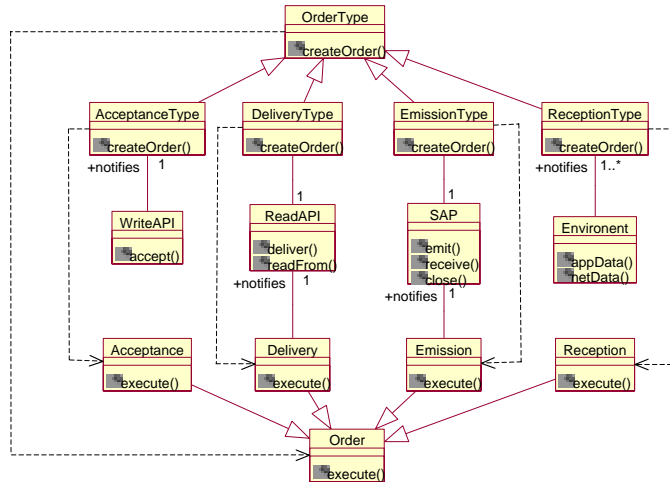 OrderType
createOrder()
AcceptanceType
createOrder()
DeliveryType
createOrder()
EmissionType
createOrder()
ReceptionType
createOrder()
+notifies
1
+notifies
1..*
1
1
WriteAPI
accept()
ReadAPI
deliver()
readFrom()
SAP
emit()
receive()
close()
Environent
appData()
netData()
+notifies
1
+notifies
1
Acceptance
execute()
Delivery
execute()
Emission
execute()
Reception
execute()
Order
execute()